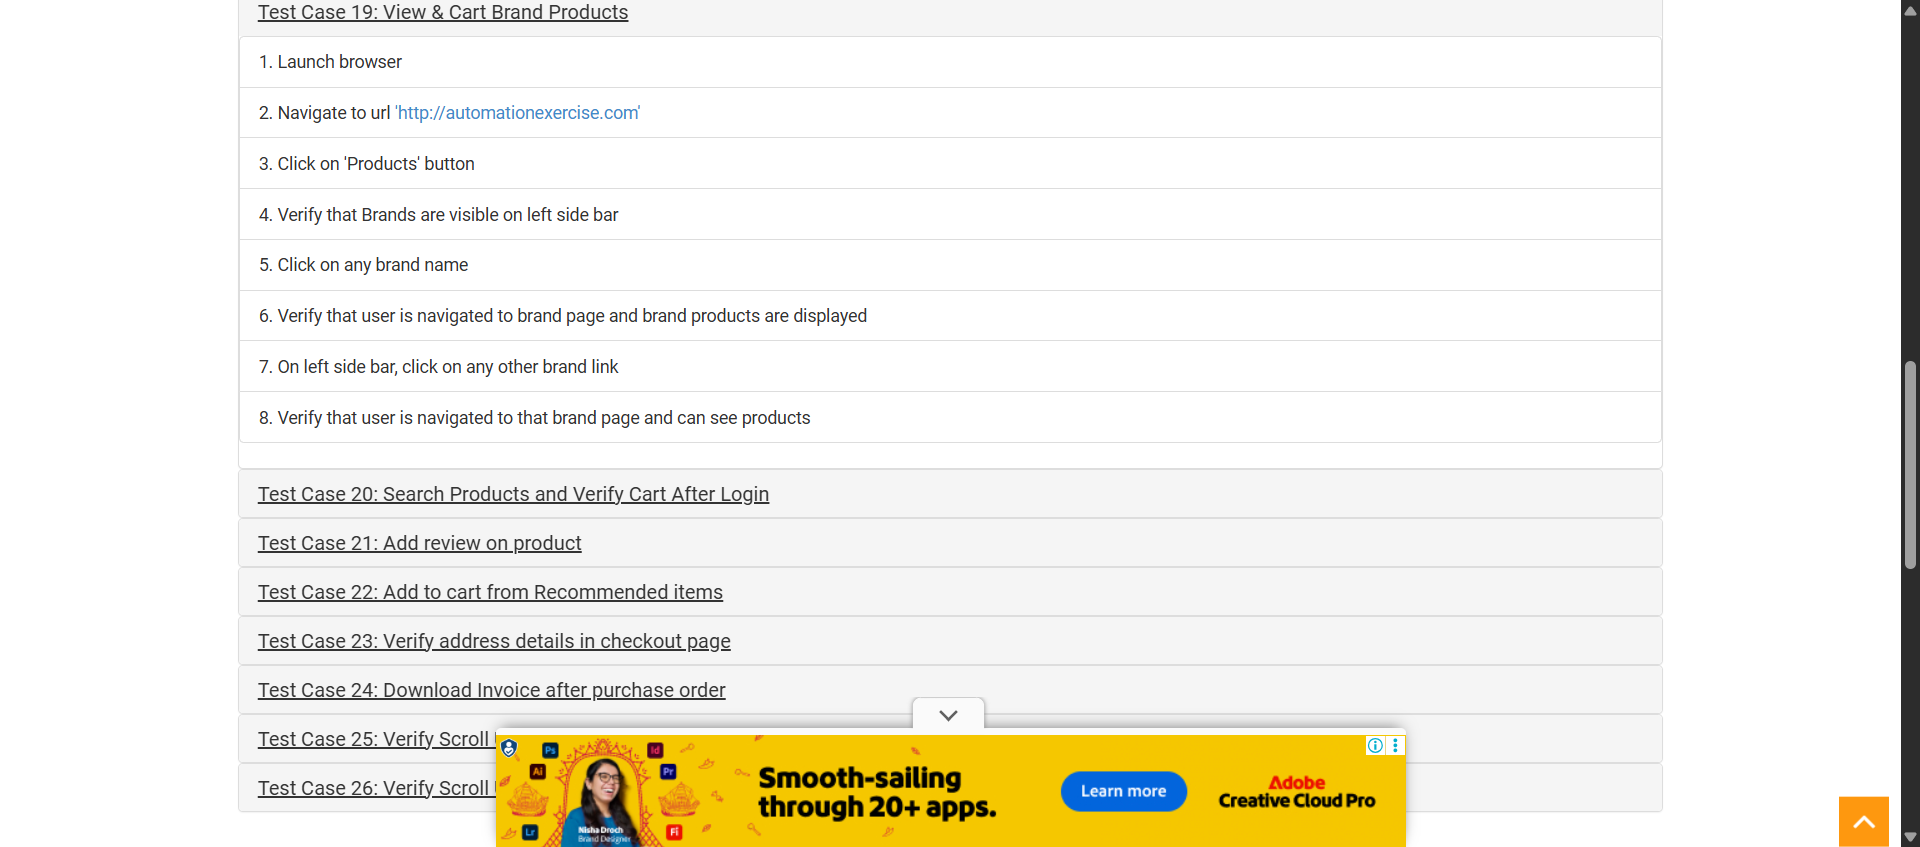 Test Case 19: View & Cart Brand Products
1. Launch browser
2. Navigate to url 'http://automationexercise.com'
3. Click on 'Products' button
4. Verify that Brands are visible on left side bar
5. Click on any brand name
6. Verify that user is navigated to brand page and brand products are displayed
7. On left side bar, click on any other brand link
8. Verify that user is navigated to that brand page and can see products
Test Case 20: Search Products and Verify Cart After Login
Test Case 21: Add review on product
Test Case 22: Add to cart from Recommended items
Test Case 23: Verify address details in checkout page
Test Case 24: Download Invoice after purchase order
Test Case 25: Verify Scroll
Test Case 26: Verify Scroll
Ps
Id
Ai
Pr
Lr
Fi
Nisha Droch
Brand Designer
Smooth-sailing
through 20+ apps.
Learn more
Adobe
Creative Cloud Pro